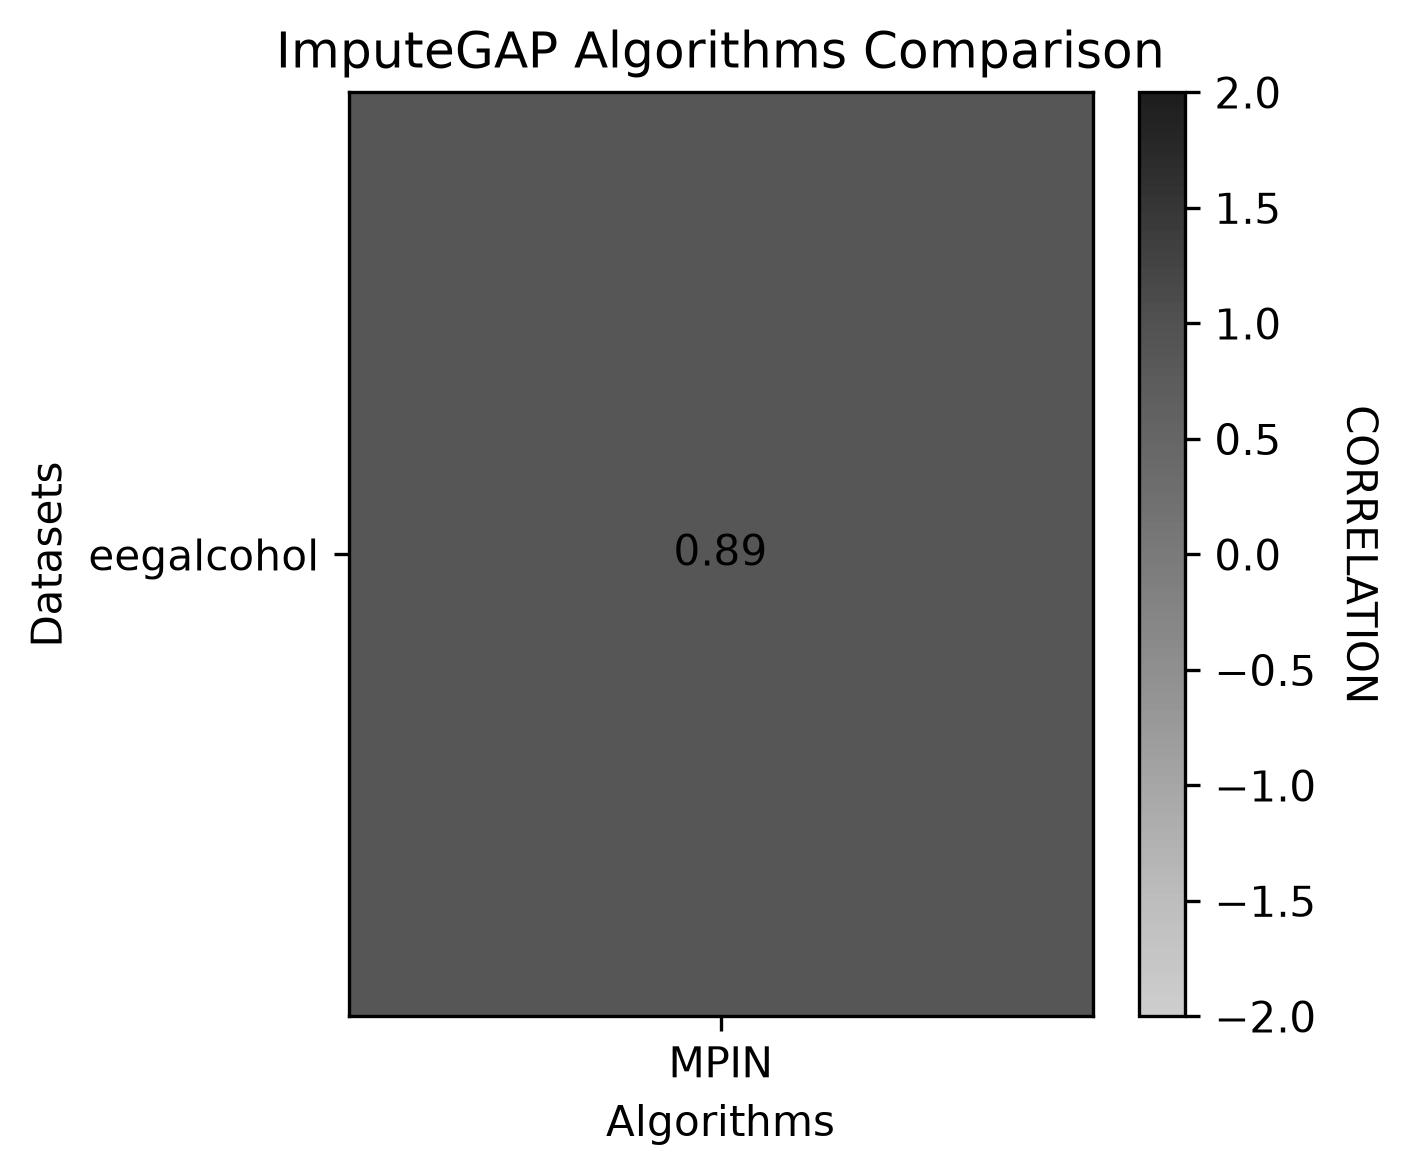 ImputeGAP Algorithms Comparison
Datasets
eegalcohol
0.89
MPIN
Algorithms
2.0
1.5
1.0
0.5
0.0
−0.5
−1.0
−1.5
−2.0
CORRELATION